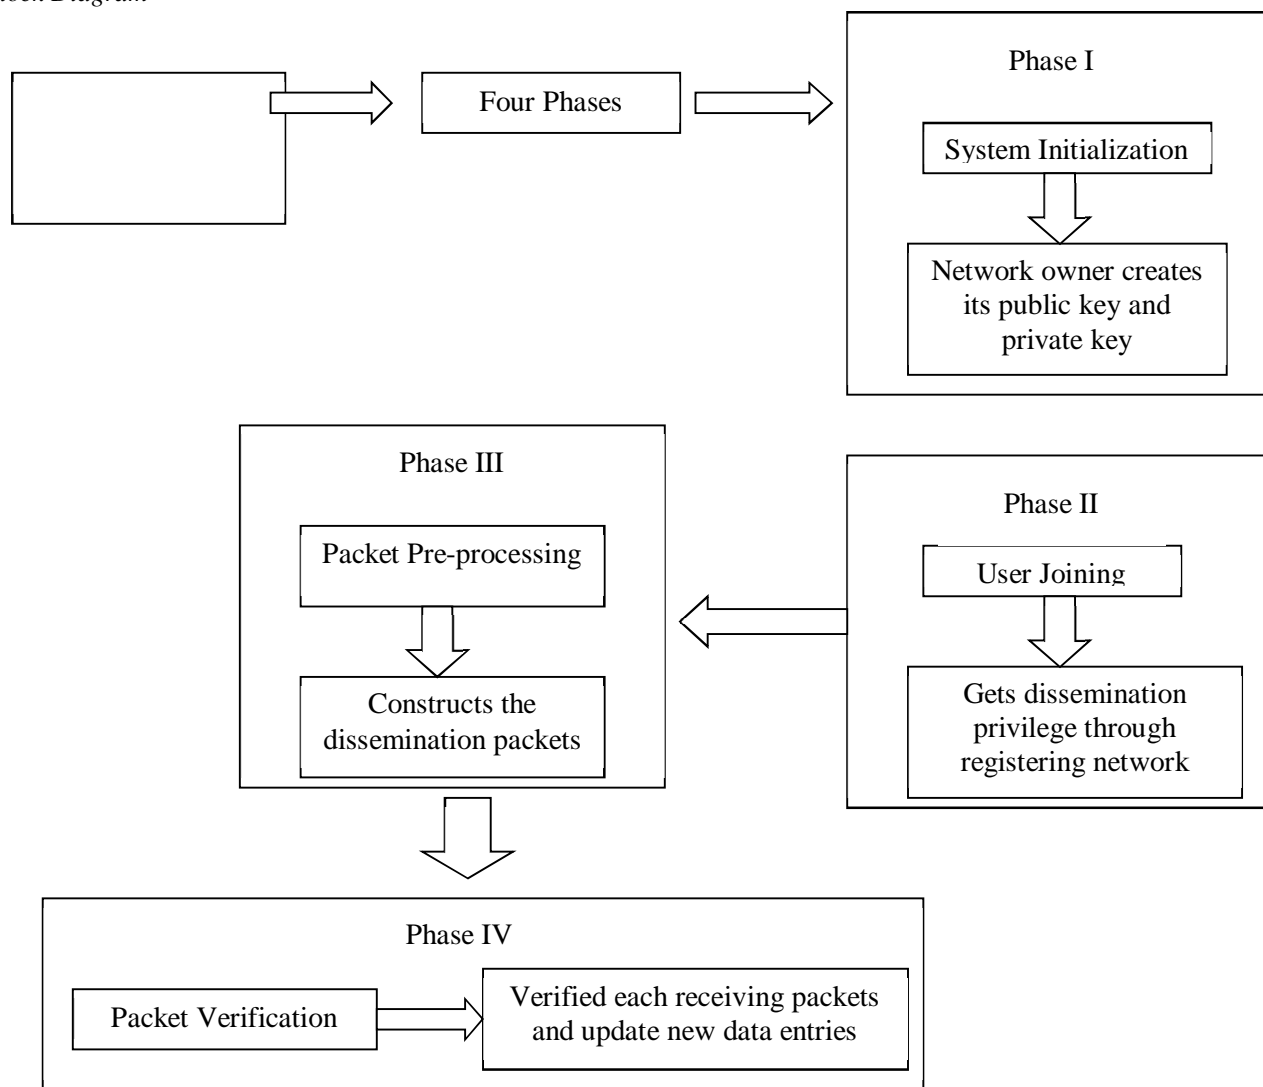 Diagram
Four Phases
Phase I
System Initialization
Network owner creates
its public key and
private key
Phase III
Packet Pre-processing
Constructs the
dissemination packets
Phase II
User Joining
Gets dissemination
privilege through
registering network
Phase IV
Packet Verification
Verified each receiving packets
and update new data entries